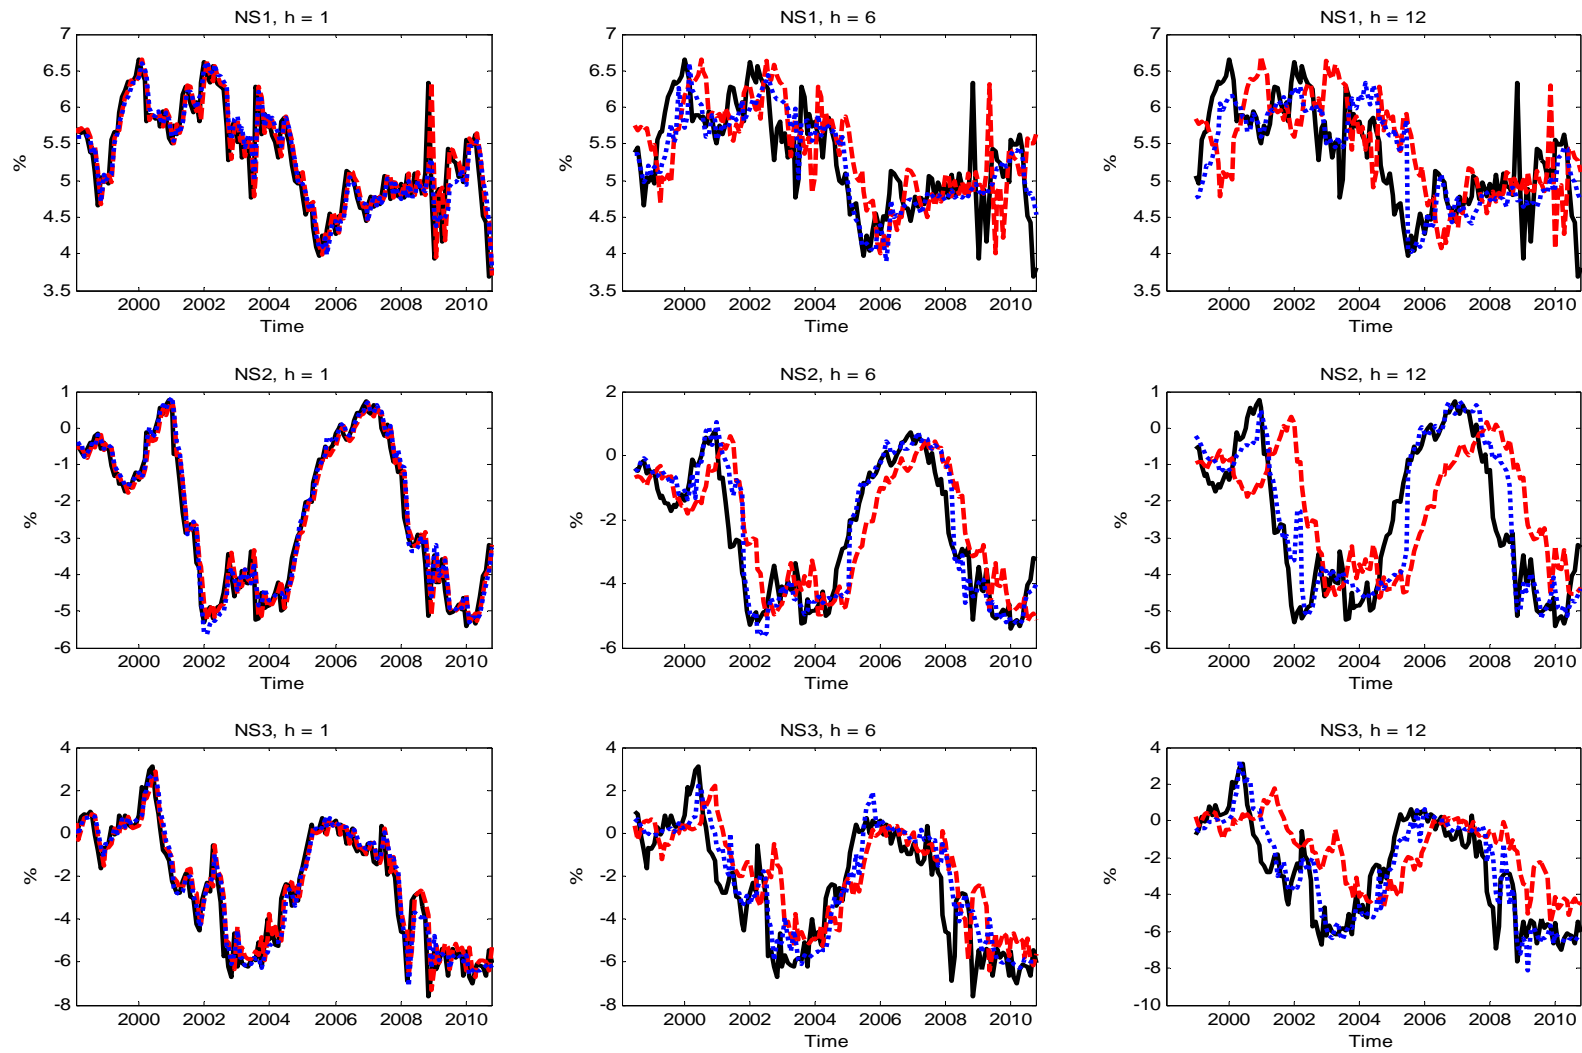 NS1, h = 1
7
6.5
6
5.5
5
4.5
4
3.5
%
2000 2002 2004 2006 2008 2010
Time
NS1, h = 6
7
6.5
6
5.5
5
4.5
4
3.5
%
2000 2002 2004 2006 2008 2010
Time
NS1, h = 12
7
6.5
6
5.5
5
4.5
4
3.5
%
2000 2002 2004 2006 2008 2010
Time
NS2, h = 1
1
0
-1
-2
-3
-4
-5
-6
%
2000 2002 2004 2006 2008 2010
Time
NS2, h = 6
2
0
-2
-4
-6
%
2000 2002 2004 2006 2008 2010
Time
NS2, h = 12
1
0
-1
-2
-3
-4
-5
-6
%
2000 2002 2004 2006 2008 2010
Time
NS3, h = 1
4
2
0
-2
-4
-6
-8
%
2000 2002 2004 2006 2008 2010
Time
NS3, h = 6
4
2
0
-2
-4
-6
-8
%
2000 2002 2004 2006 2008 2010
Time
NS3, h = 12
4
2
0
-2
-4
-6
-8
-10
%
2000 2002 2004 2006 2008 2010
Time